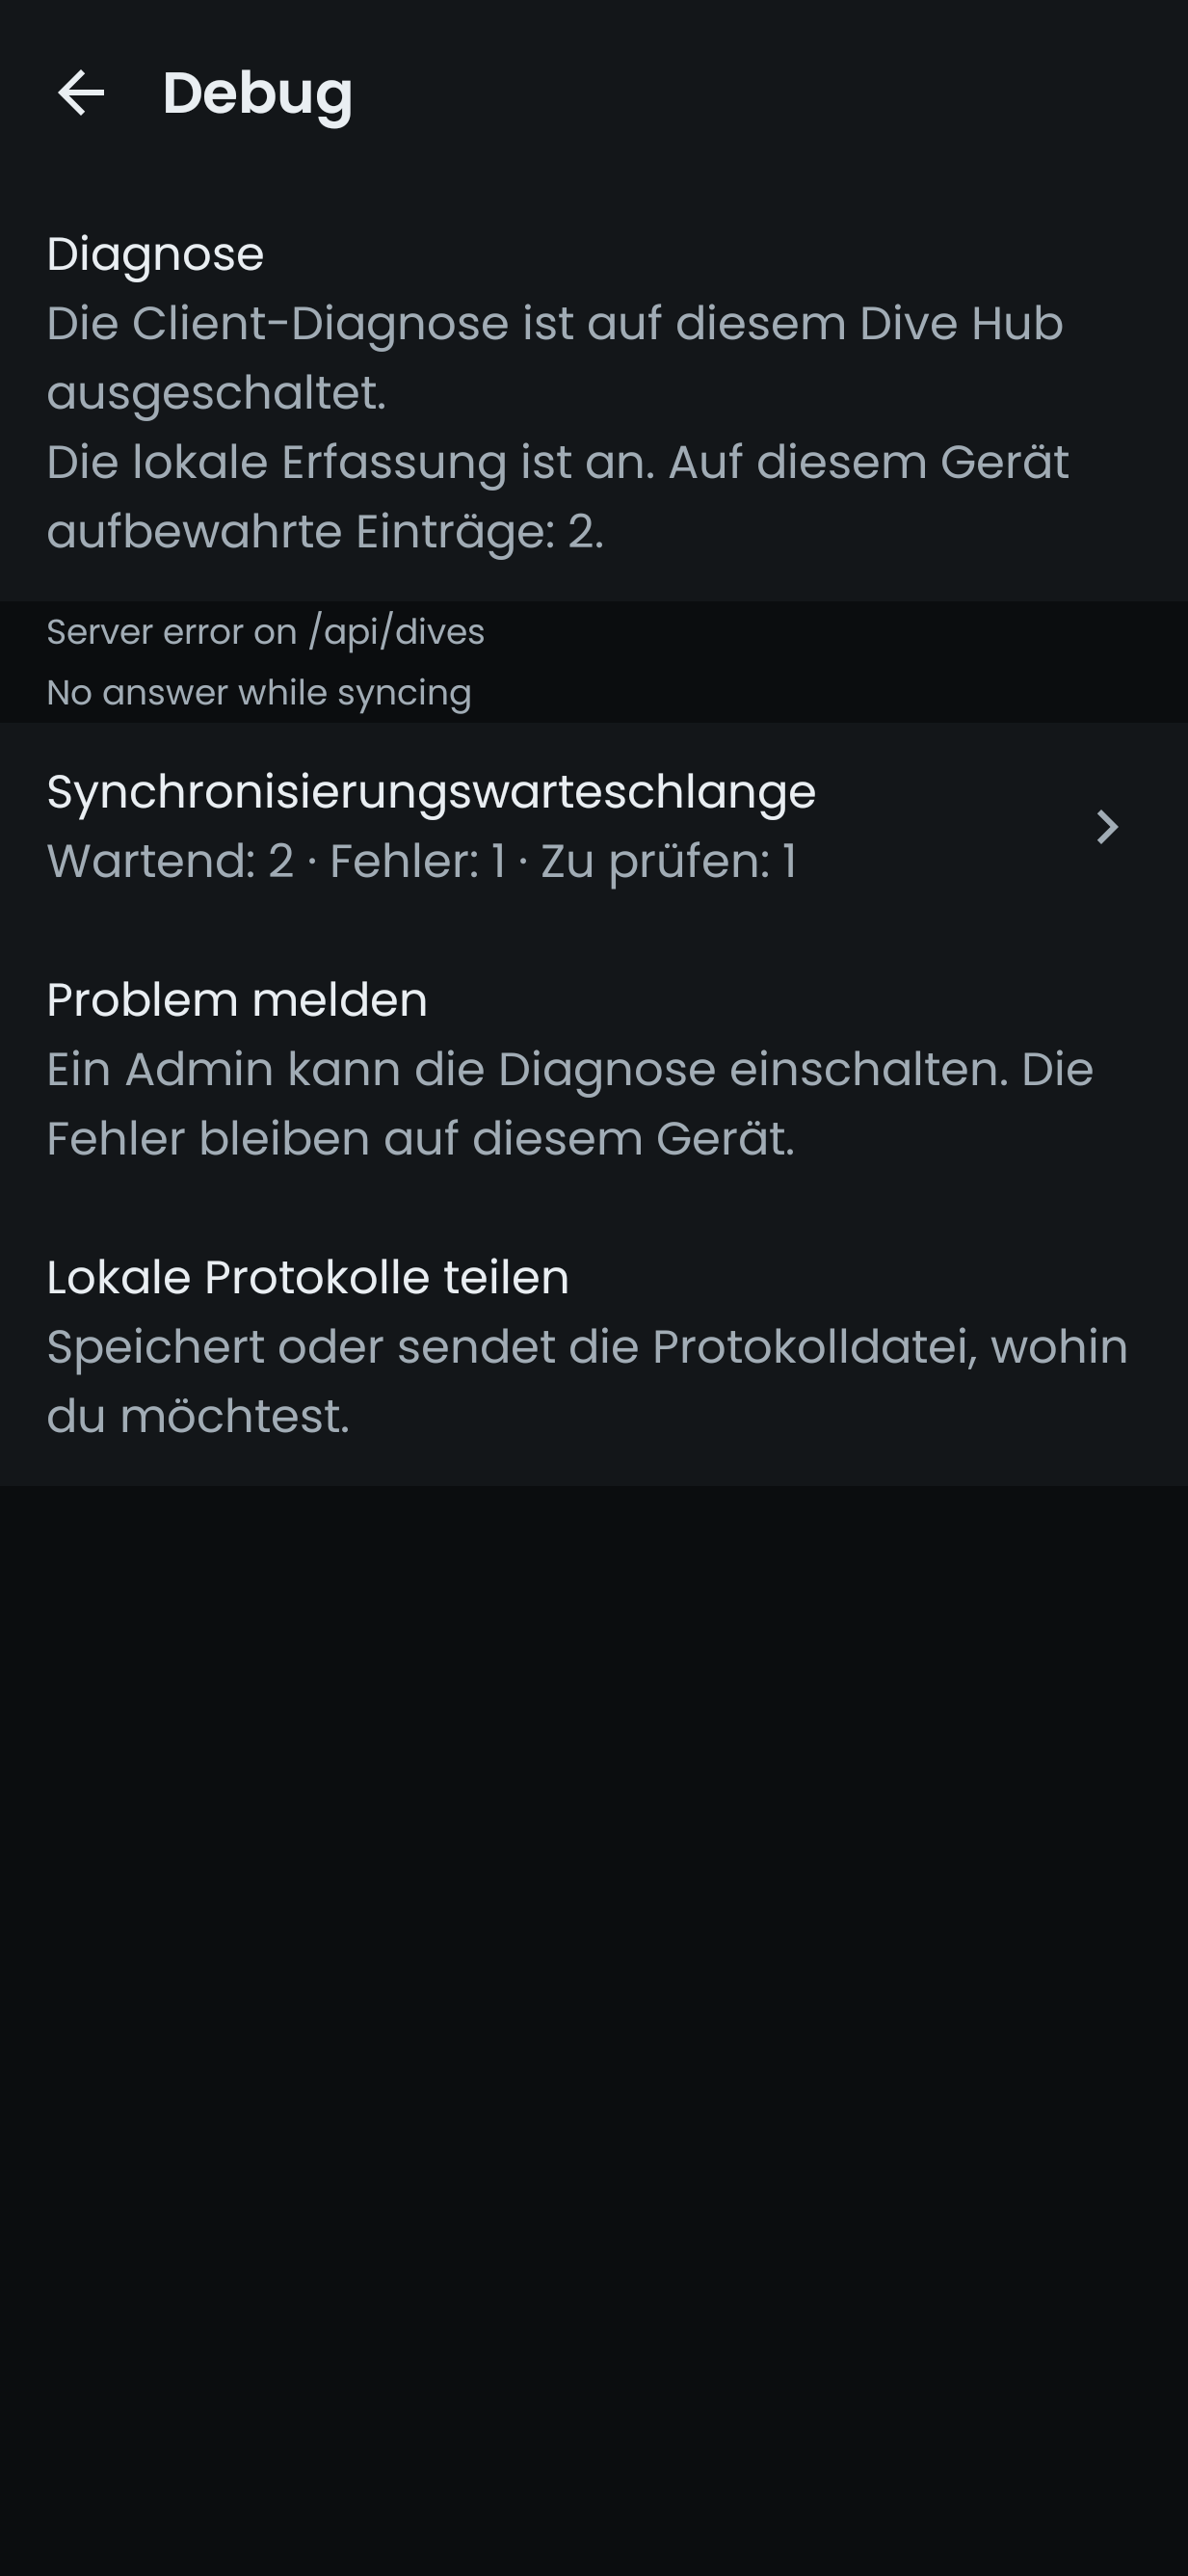 Debug
Diagnose
Die Client-Diagnose ist auf diesem Dive Hub
ausgeschaltet.
Die lokale Erfassung ist an. Auf diesem Gerät
aufbewahrte Einträge: 2.
Server error on /api/dives
No answer while syncing
Synchronisierungswarteschlange
Wartend: 2 · Fehler: 1 · Zu prüfen: 1
Problem melden
Ein Admin kann die Diagnose einschalten. Die
Fehler bleiben auf diesem Gerät.
Lokale Protokolle teilen
Speichert oder sendet die Protokolldatei, wohin
du möchtest.